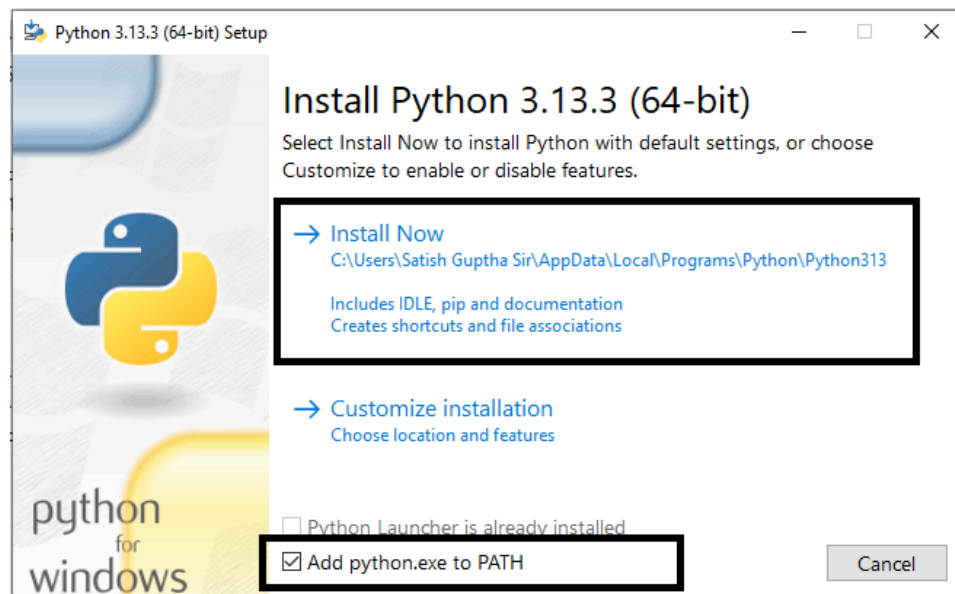 Python 3.13.3 (64-bit) Setup
Install Python 3.13.3 (64-bit)
Select Install Now to install Python with default settings, or choose
Customize to enable or disable features.
Install Now
C:\Users\Satish Guptha Sir\AppData\Local\Programs\Python\Python313
Includes IDLE, pip and documentation
Creates shortcuts and file associations
Customize installation
Choose location and features
Python Launcher is already installed
Add python.exe to PATH
Cancel
python
for
windows